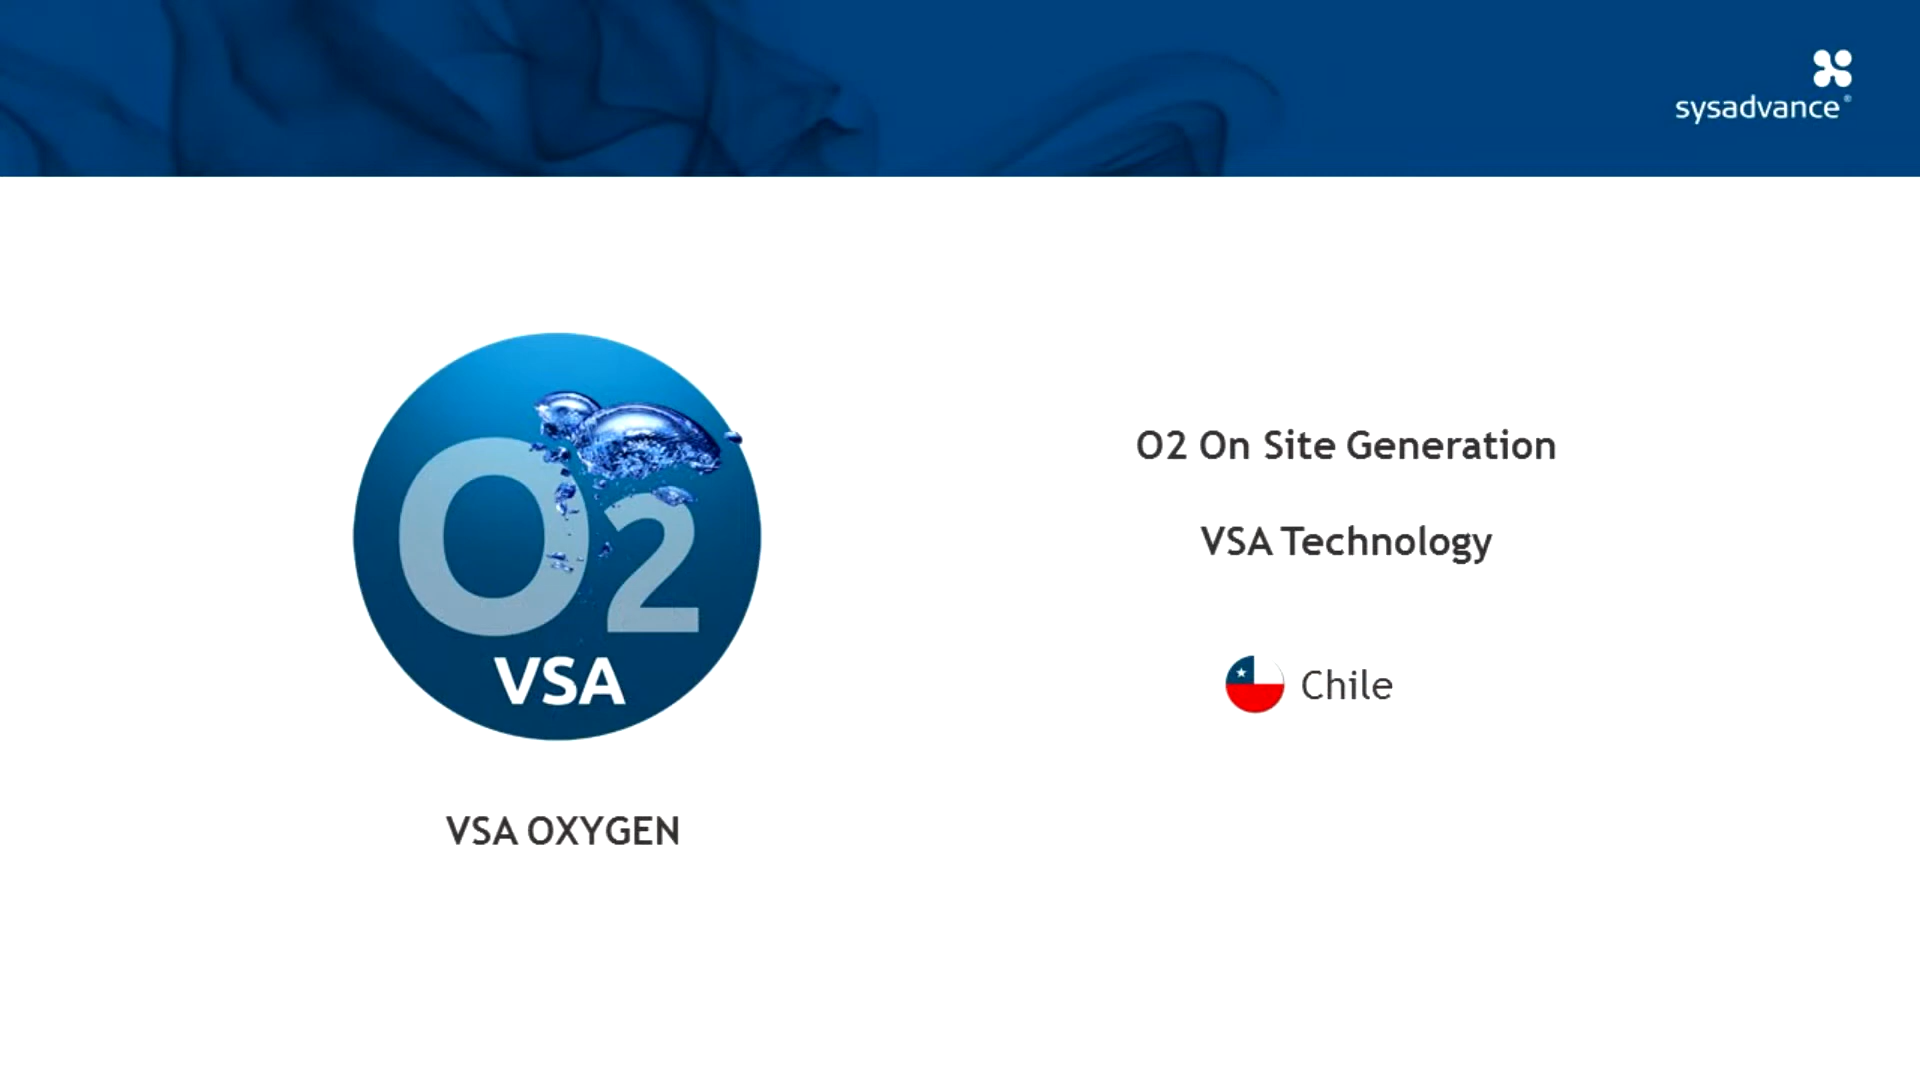 sysadvance®
O2
VSA
VSA OXYGEN
O2 On Site Generation
VSA Technology
Chile